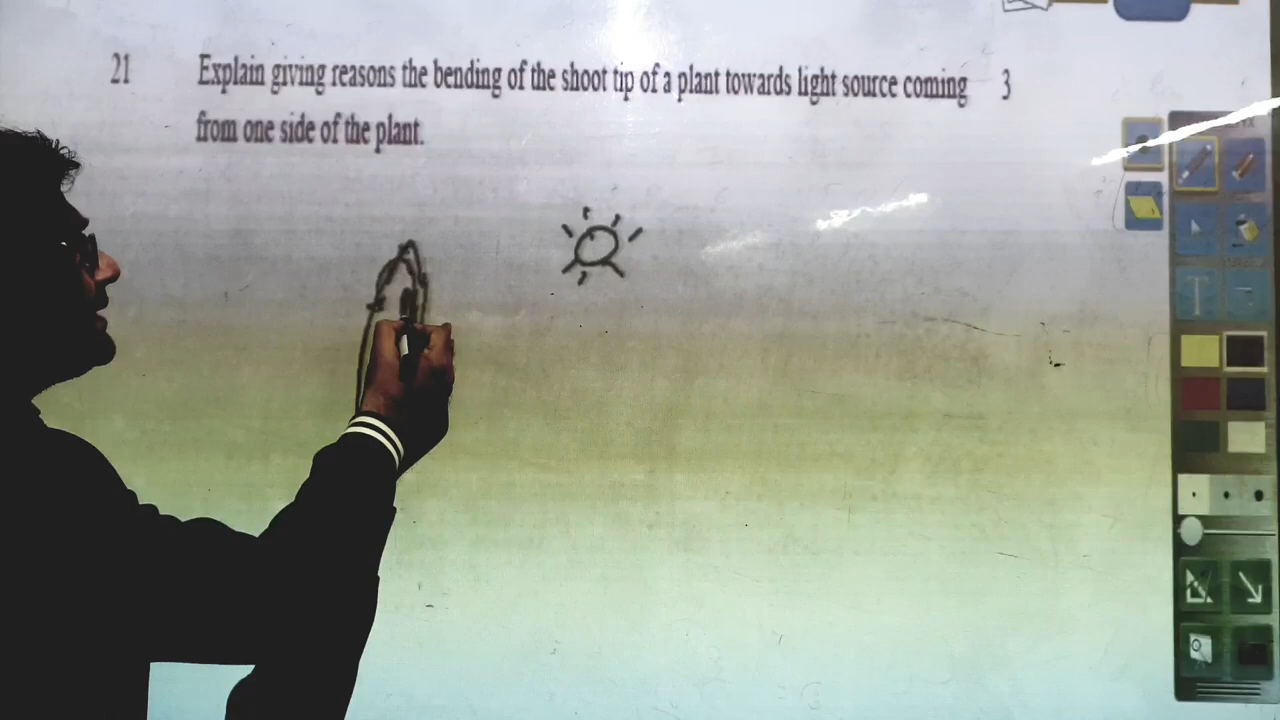 21 Explain giving reasons the bending of the shoot tip of a plant towards light source coming 3
from one side of the plant.
T